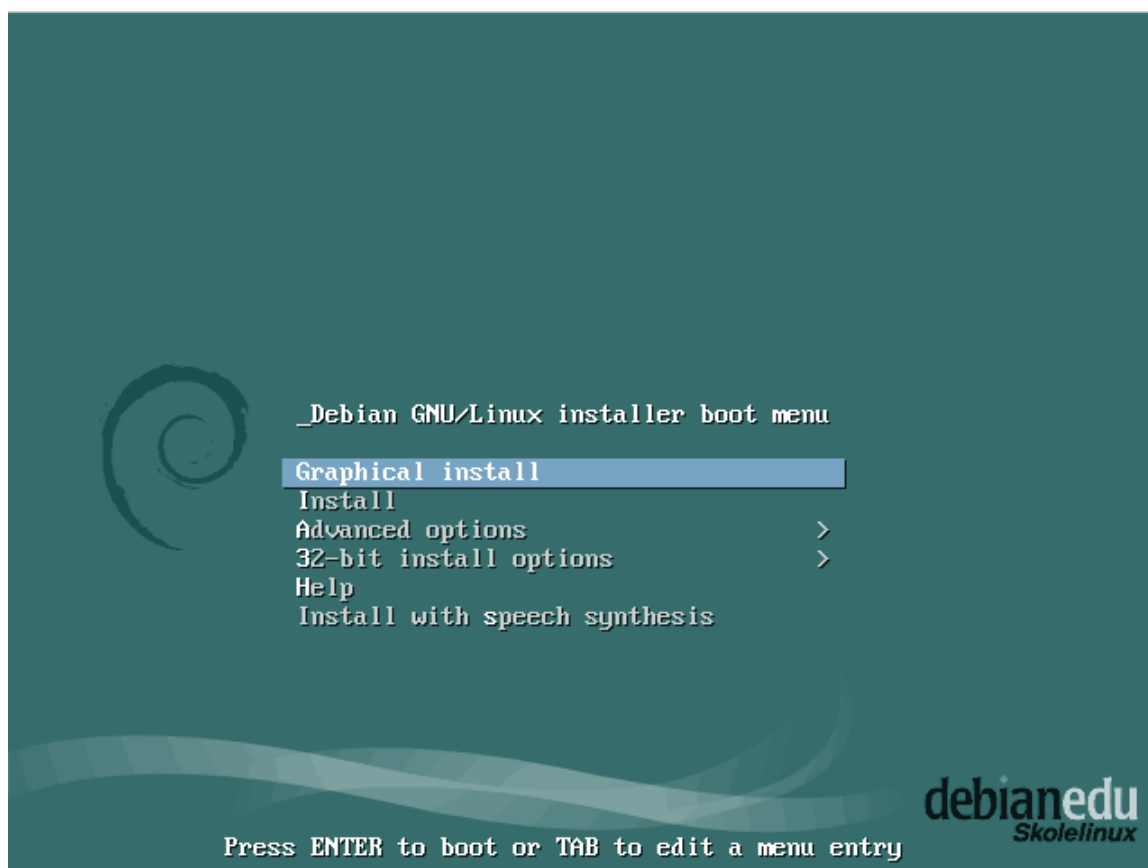 _Debian GNU/Linux installer boot menu
Graphical install
Install
Advanced options >
32-bit install options >
Help
Install with speech synthesis
debianedu
Skolelinux
Press ENTER to boot or TAB to edit a menu entry